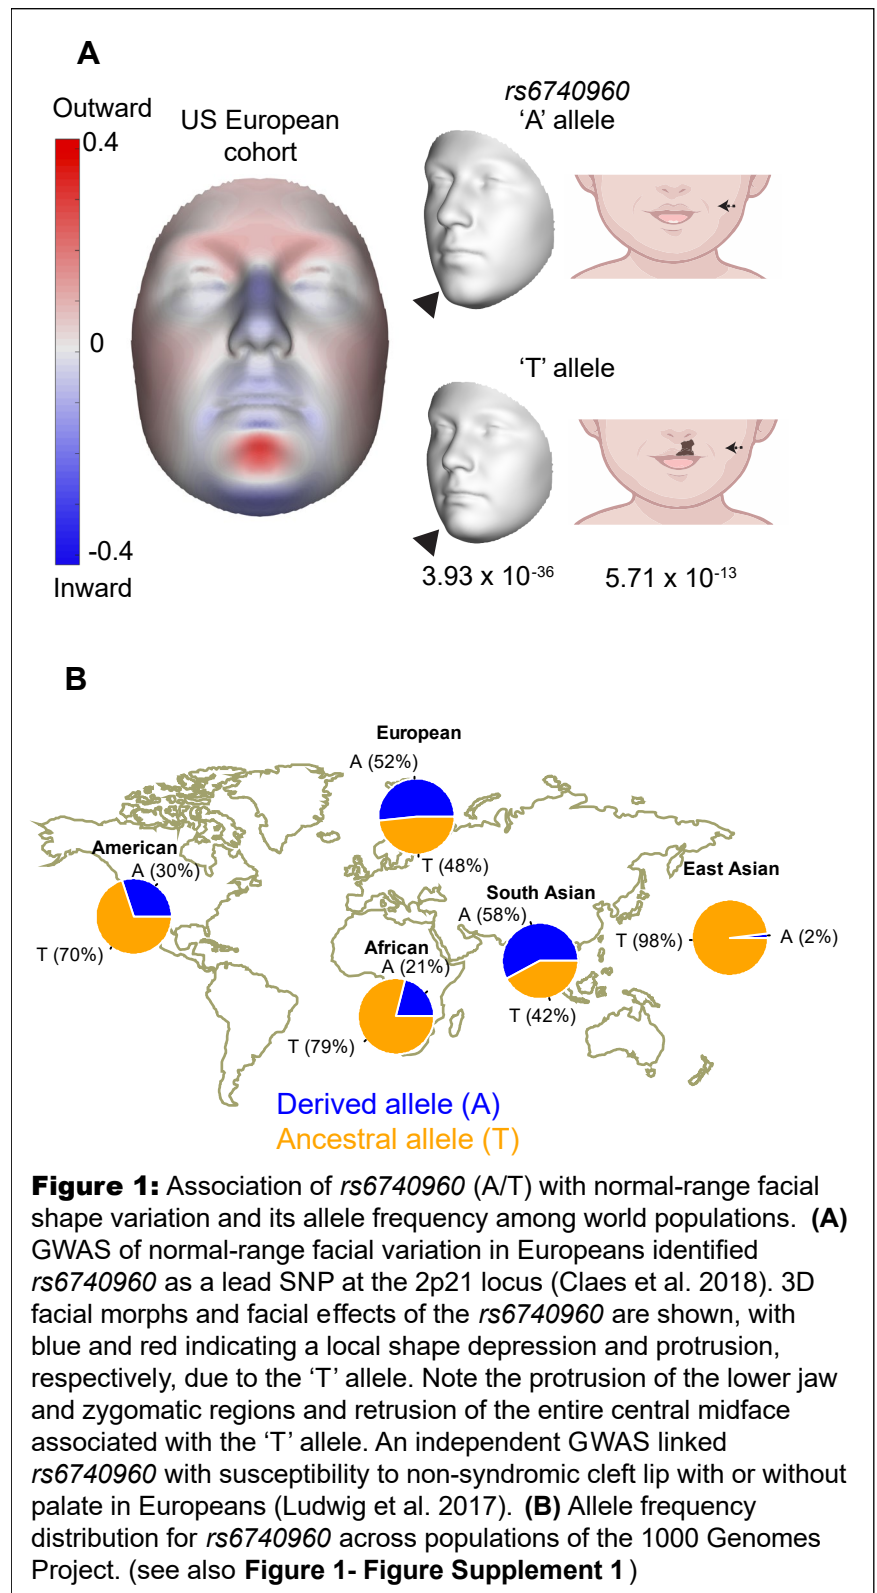 A
Outward
0.4
US European
cohort
rs6740960
‘A’ allele
0
‘T’ allele
-0.4
Inward
3.93 x 10-36
5.71 x 10-13
B
European
A (52%)
T (48%)
American
A (30%)
T (70%)
East Asian
T (98%)
A (2%)
South Asian
A (58%)
T (42%)
African
A (21%)
T (79%)
Derived allele (A)
Ancestral allele (T)
Figure 1: Association of rs6740960 (A/T) with normal-range facial
shape variation and its allele frequency among world populations. (A)
GWAS of normal-range facial variation in Europeans identified
rs6740960 as a lead SNP at the 2p21 locus (Claes et al. 2018). 3D
facial morphs and facial effects of the rs6740960 are shown, with
blue and red indicating a local shape depression and protrusion,
respectively, due to the ‘T’ allele. Note the protrusion of the lower jaw
and zygomatic regions and retrusion of the entire central midface
associated with the ‘T’ allele. An independent GWAS linked
rs6740960 with susceptibility to non-syndromic cleft lip with or without
palate in Europeans (Ludwig et al. 2017). (B) Allele frequency
distribution for rs6740960 across populations of the 1000 Genomes
Project. (see also Figure 1- Figure Supplement 1)